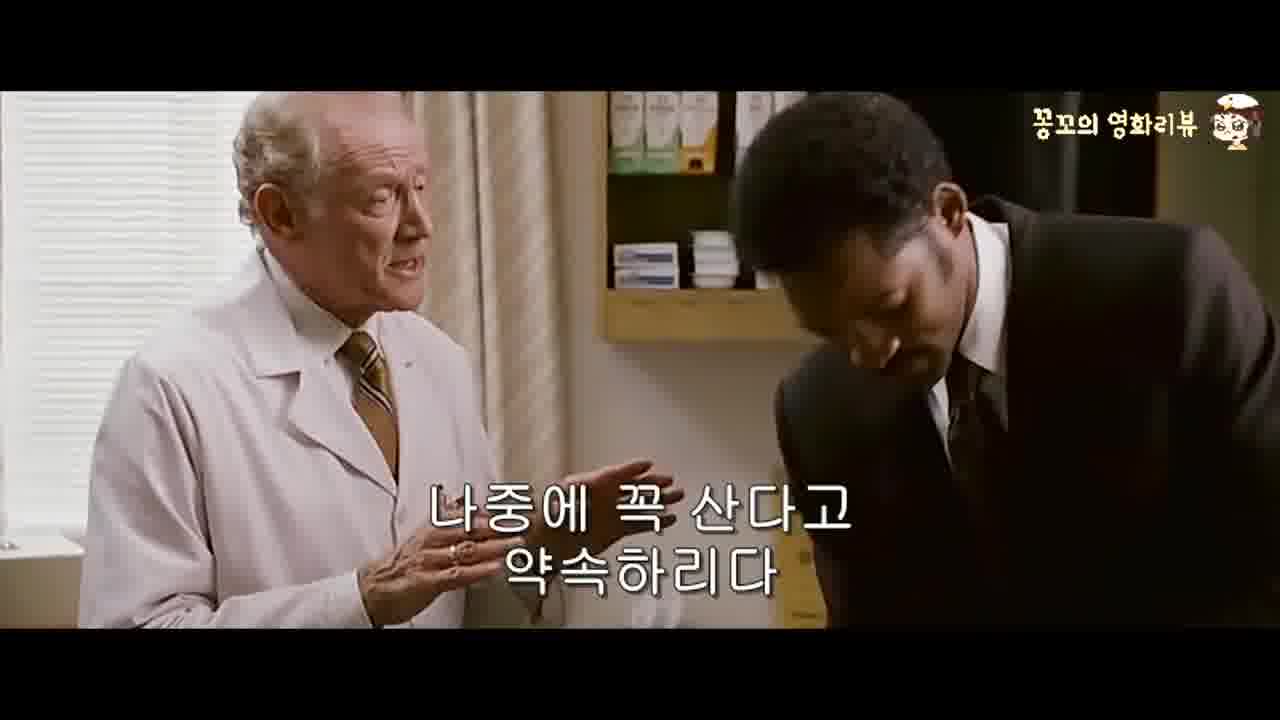 꽁꼬의 영화리뷰
나중에 꼭 산다고
약속하리다